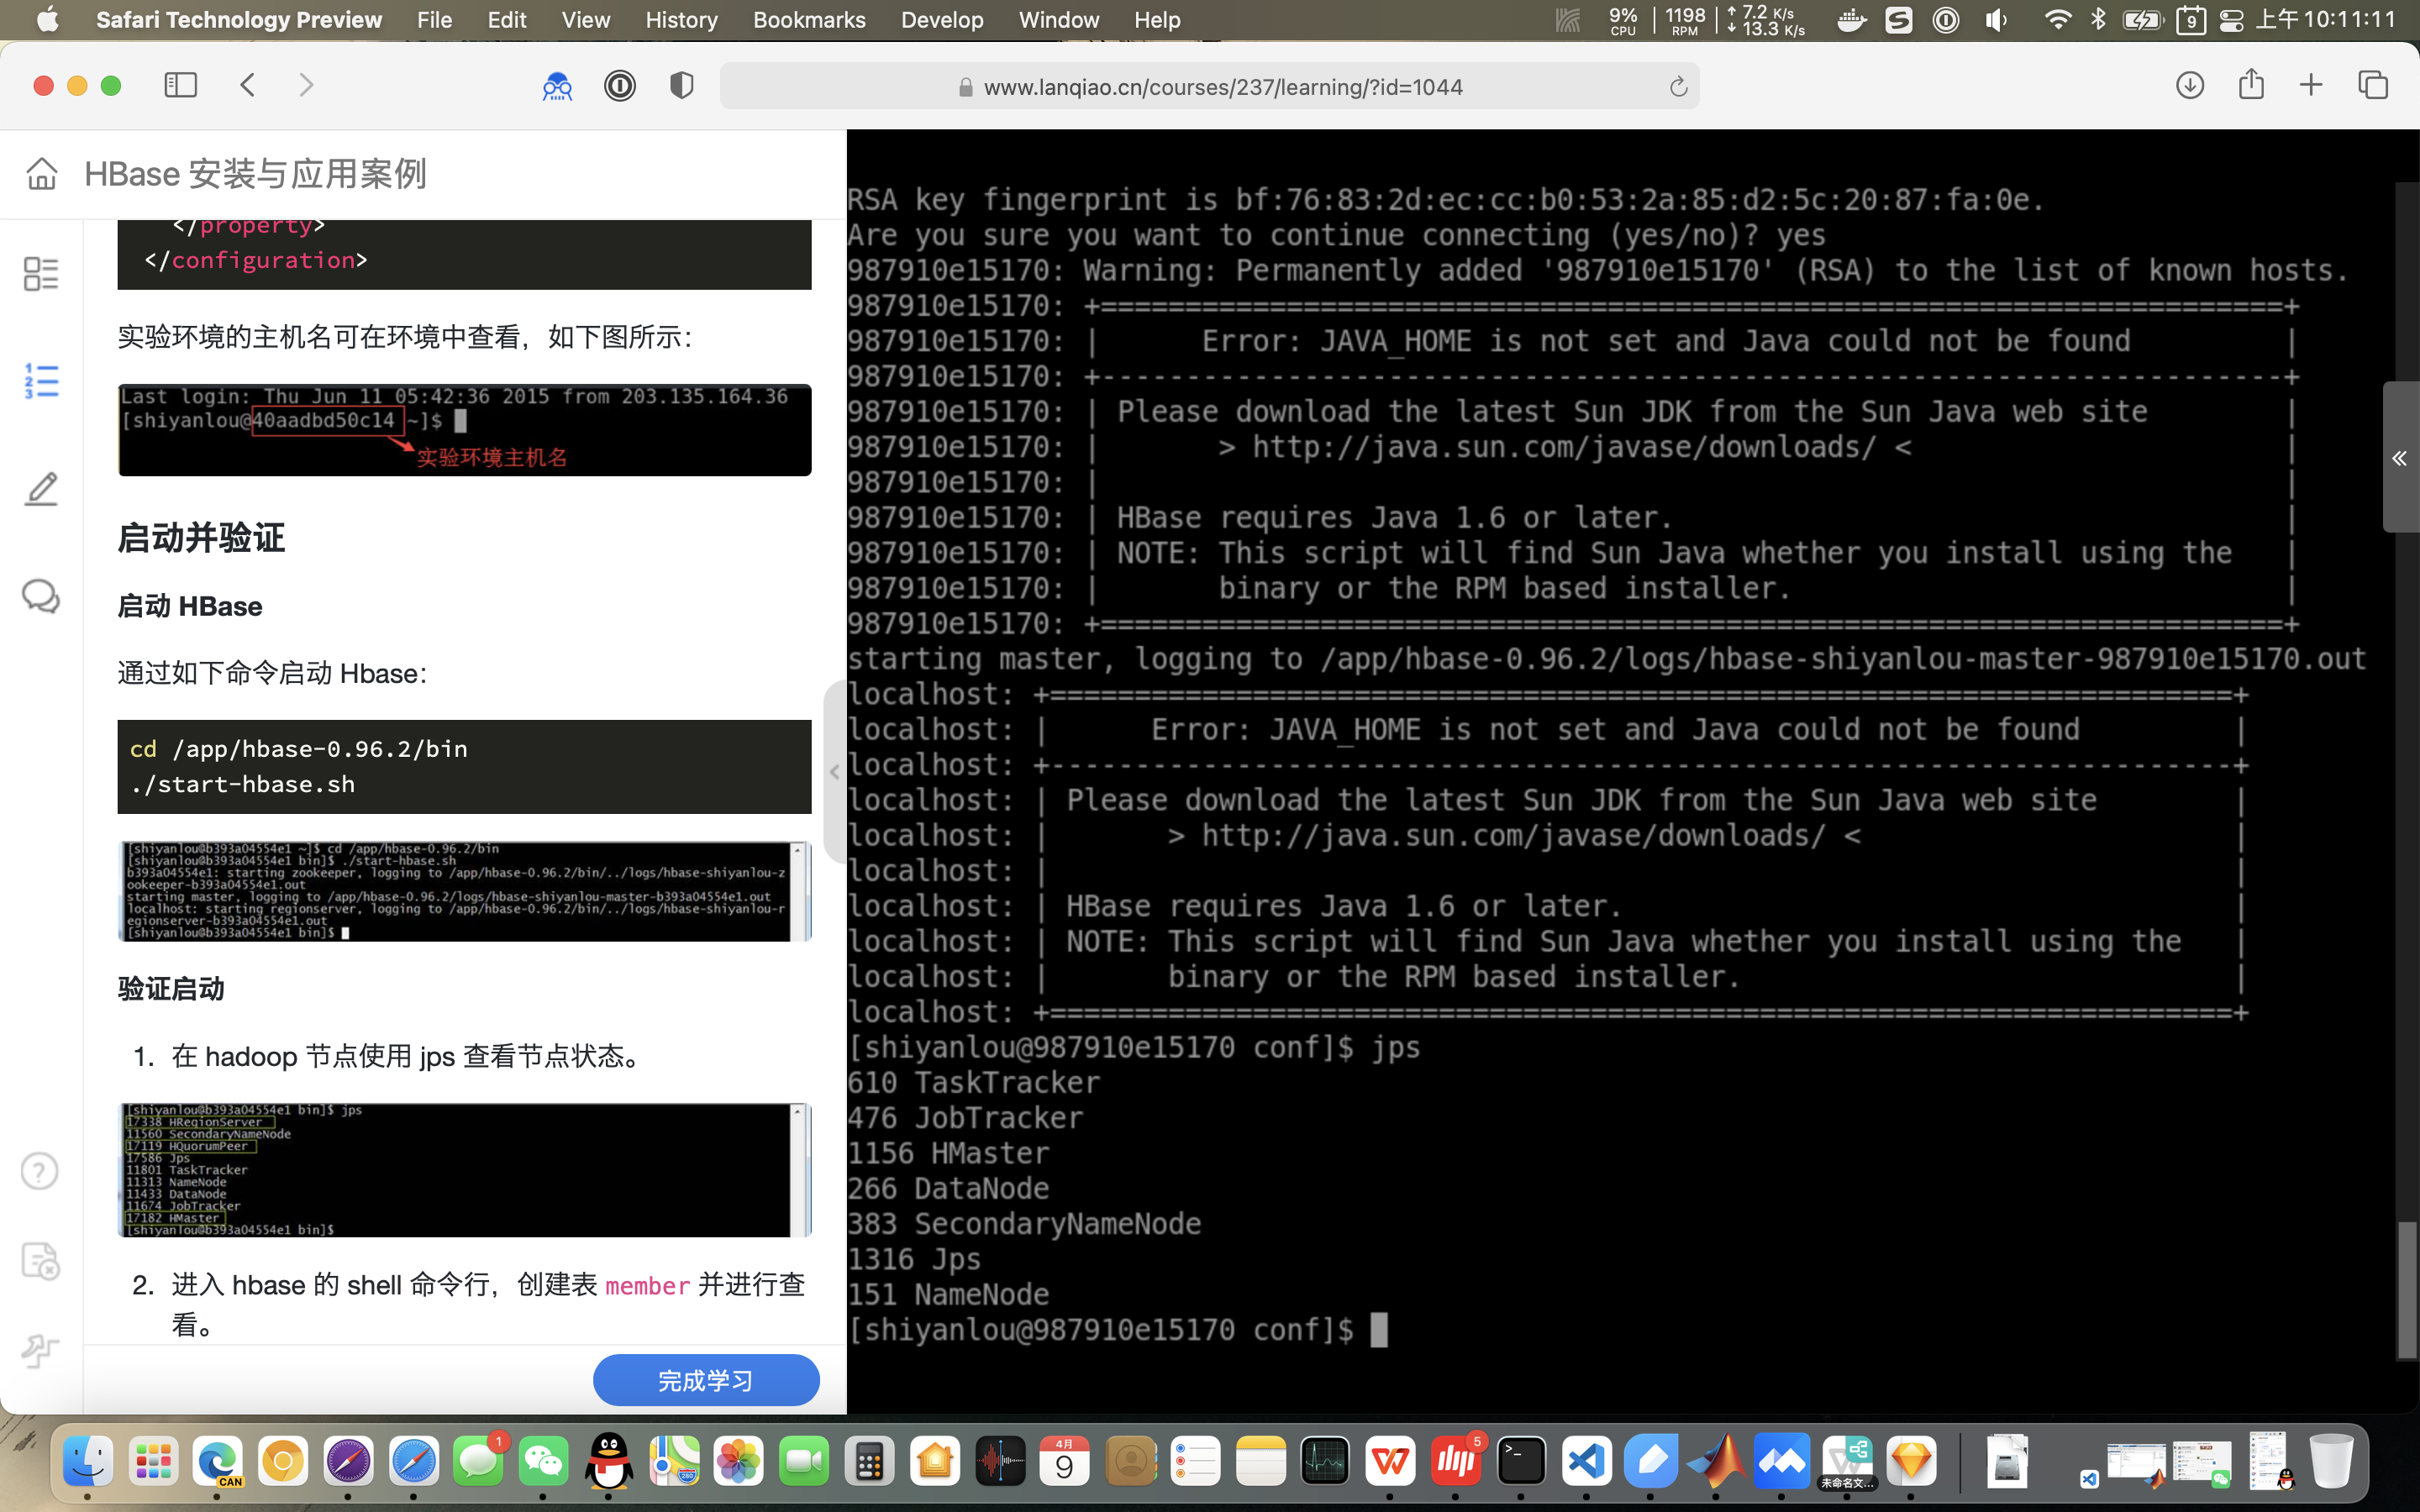 Safari Technology Preview File Edit View History Bookmarks Develop Window Help
9% CPU 1198 RPM 7.2 K/s 13.3 K/s 9 上午 10:11:11
www.lanqiao.cn/courses/237/learning/?id=1044
HBase 安装与应用案例
</property>
</configuration>
实验环境的主机名可在环境中查看，如下图所示：
Last login: Thu Jun 11 05:42:36 2015 from 203.135.164.36
[shiyanlou@40aadbd50c14 ~]$
实验环境主机名
启动并验证
启动 HBase
通过如下命令启动 Hbase：
cd /app/hbase-0.96.2/bin
./start-hbase.sh
[shiyanlou@b393a04554e1 ~]$ cd /app/hbase-0.96.2/bin
[shiyanlou@b393a04554e1 bin]$ ./start-hbase.sh
b393a04554e1: starting zookeeper, logging to /app/hbase-0.96.2/bin/../logs/hbase-shiyanlou-z
ookeeper-b393a04554e1.out
starting master, logging to /app/hbase-0.96.2/logs/hbase-shiyanlou-master-b393a04554e1.out
localhost: starting regionserver, logging to /app/hbase-0.96.2/bin/../logs/hbase-shiyanlou-r
egionserver-b393a04554e1.out
[shiyanlou@b393a04554e1 bin]$
验证启动
1. 在 hadoop 节点使用 jps 查看节点状态。
[shiyanlou@b393a04554e1 bin]$ jps
17338 HRegionServer
11560 SecondaryNameNode
17119 HQuorumPeer
17586 Jps
11801 TaskTracker
11313 NameNode
11433 DataNode
11674 JobTracker
17182 HMaster
[shiyanlou@b393a04554e1 bin]$
2. 进入 hbase 的 shell 命令行，创建表 member 并进行查
看。
完成学习
RSA key fingerprint is bf:76:83:2d:ec:cc:b0:53:2a:85:d2:5c:20:87:fa:0e.
Are you sure you want to continue connecting (yes/no)? yes
987910e15170: Warning: Permanently added '987910e15170' (RSA) to the list of known hosts.
987910e15170: +======================================================================+
987910e15170: |      Error: JAVA_HOME is not set and Java could not be found         |
987910e15170: +----------------------------------------------------------------------+
987910e15170: | Please download the latest Sun JDK from the Sun Java web site        |
987910e15170: |       > http://java.sun.com/javase/downloads/ <                      |
987910e15170: |                                                                      |
987910e15170: | HBase requires Java 1.6 or later.                                    |
987910e15170: | NOTE: This script will find Sun Java whether you install using the   |
987910e15170: |       binary or the RPM based installer.                             |
987910e15170: +======================================================================+
starting master, logging to /app/hbase-0.96.2/logs/hbase-shiyanlou-master-987910e15170.out
localhost: +======================================================================+
localhost: |      Error: JAVA_HOME is not set and Java could not be found         |
localhost: +----------------------------------------------------------------------+
localhost: | Please download the latest Sun JDK from the Sun Java web site        |
localhost: |       > http://java.sun.com/javase/downloads/ <                      |
localhost: |                                                                      |
localhost: | HBase requires Java 1.6 or later.                                    |
localhost: | NOTE: This script will find Sun Java whether you install using the   |
localhost: |       binary or the RPM based installer.                             |
localhost: +======================================================================+
[shiyanlou@987910e15170 conf]$ jps
610 TaskTracker
476 JobTracker
1156 HMaster
266 DataNode
383 SecondaryNameNode
1316 Jps
151 NameNode
[shiyanlou@987910e15170 conf]$
CAN 1 4月 9 280 5 未命名文...